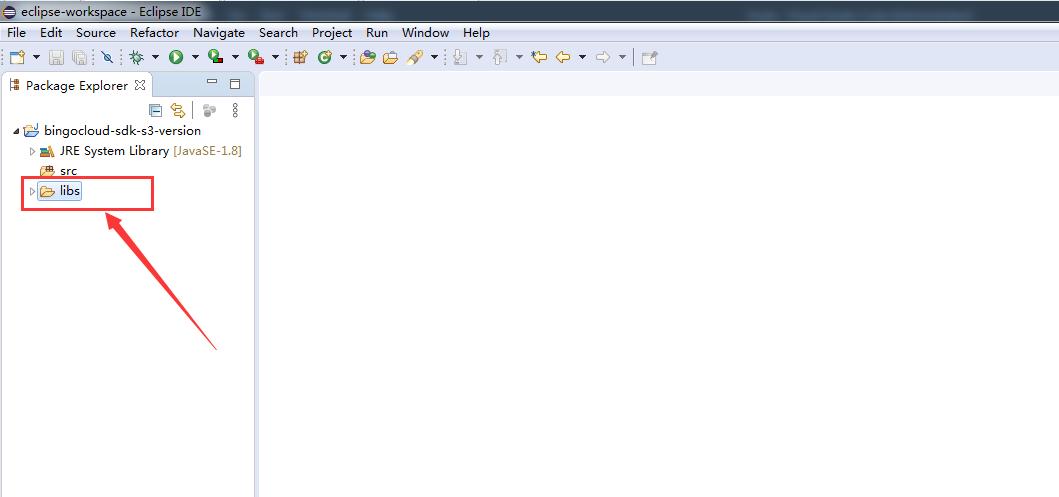 eclipse-workspace - Eclipse IDE
File Edit Source Refactor Navigate Search Project Run Window Help
Package Explorer
bingocloud-sdk-s3-version
JRE System Library [JavaSE-1.8]
src
libs